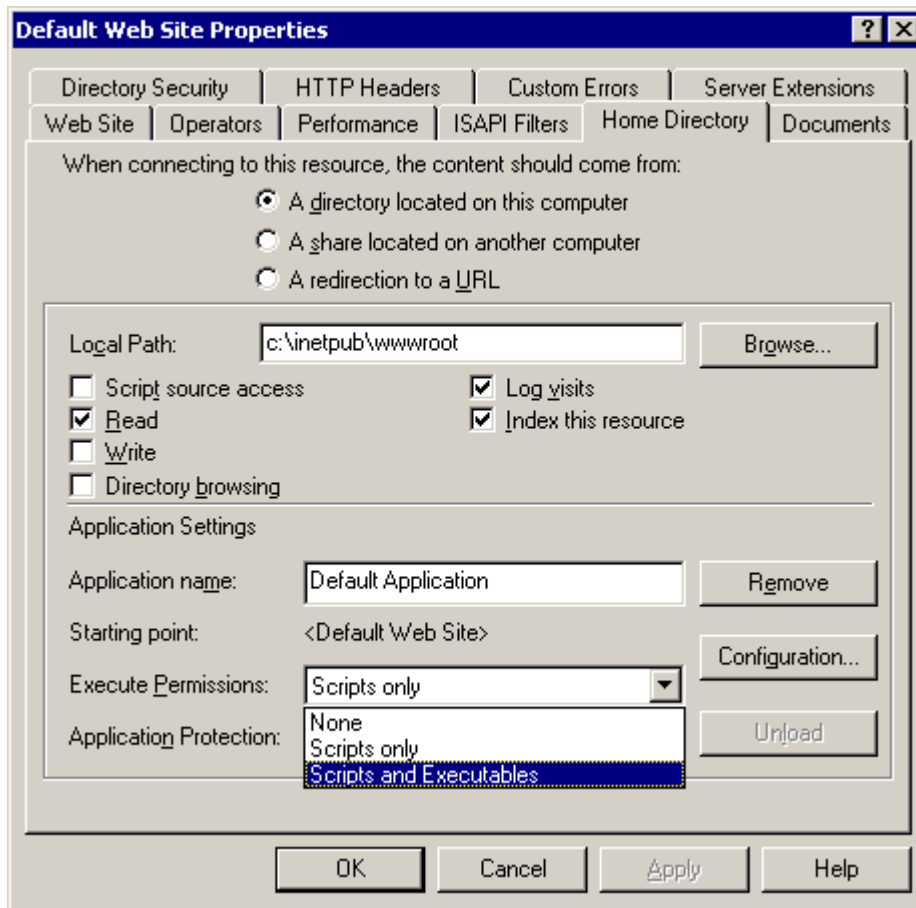 Default Web Site Properties
Directory Security HTTP Headers Custom Errors Server Extensions
Web Site Operators Performance ISAPI Filters Home Directory Documents
When connecting to this resource, the content should come from:
A directory located on this computer
A share located on another computer
A redirection to a URL
Local Path: c:\inetpub\wwwroot Browse...
Script source access Log visits
Read Index this resource
Write
Directory browsing
Application Settings
Application name: Default Application Remove
Starting point: <Default Web Site>
Configuration...
Execute Permissions: Scripts only
None
Application Protection: Scripts only Unload
Scripts and Executables
OK Cancel Apply Help